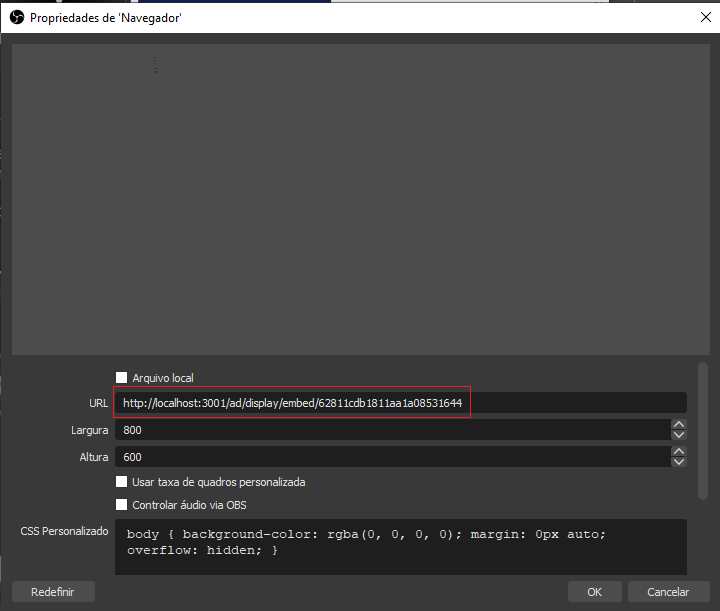 Propriedades de 'Navegador'
Arquivo local
URL http://localhost:3001/ad/display/embed/62811cdb1811aa1a08531644
Largura 800
Altura 600
Usar taxa de quadros personalizada
Controlar áudio via OBS
CSS Personalizado body { background-color: rgba(0, 0, 0, 0); margin: 0px auto;
overflow: hidden; }
Redefinir OK Cancelar